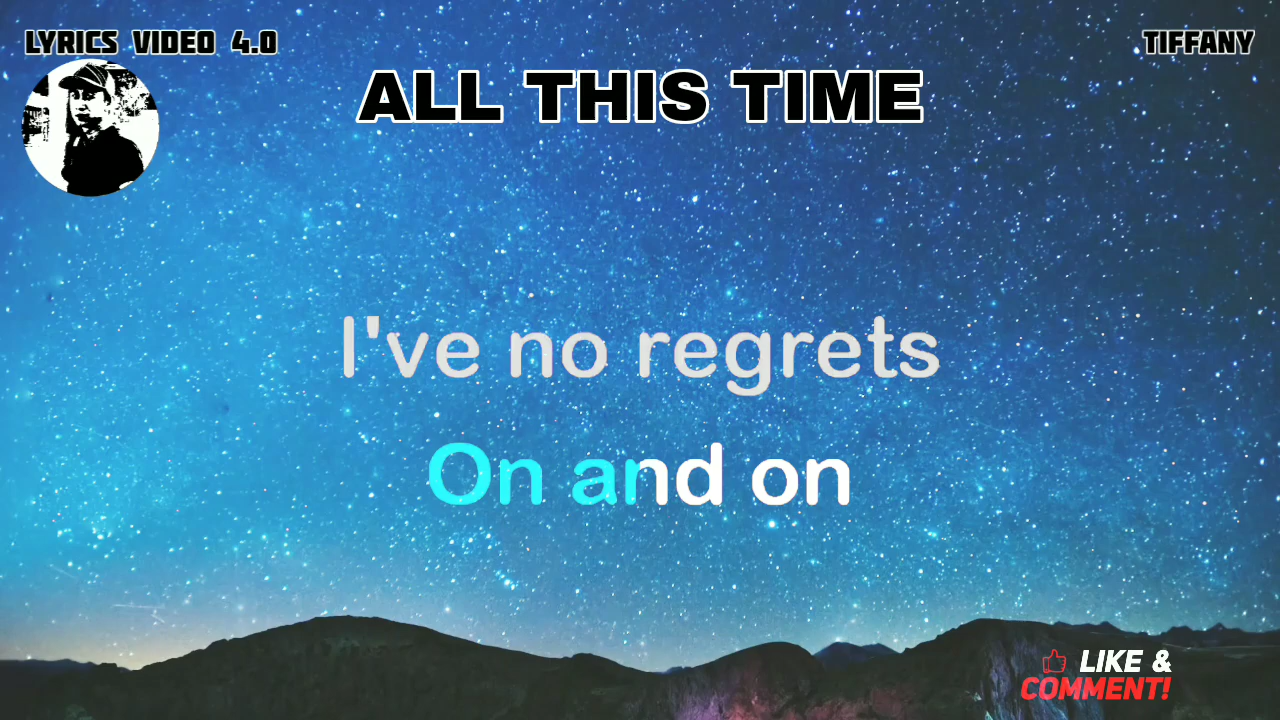 LYRICS VIDEO 4.0
TIFFANY
ALL THIS TIME
I've no regrets
On and on
LIKE &
COMMENT!